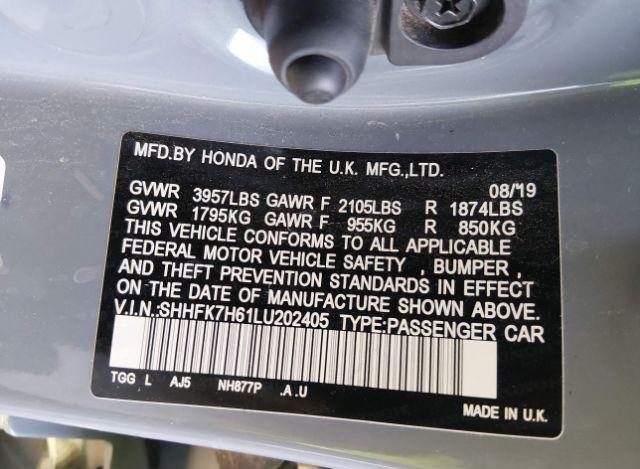 MFD.BY HONDA OF THE U.K. MFG.,LTD.
08/19
GVWR 3957LBS GAWR F 2105LBS R 1874LBS
GVWR 1795KG GAWR F 955KG R 850KG
THIS VEHICLE CONFORMS TO ALL APPLICABLE
FEDERAL MOTOR VEHICLE SAFETY , BUMPER ,
AND THEFT PREVENTION STANDARDS IN EFFECT
ON THE DATE OF MANUFACTURE SHOWN ABOVE.
V.I.N.:SHHFK7H61LU202405 TYPE:PASSENGER CAR
TGG L AJ5 NH877P .A .U
MADE IN U.K.